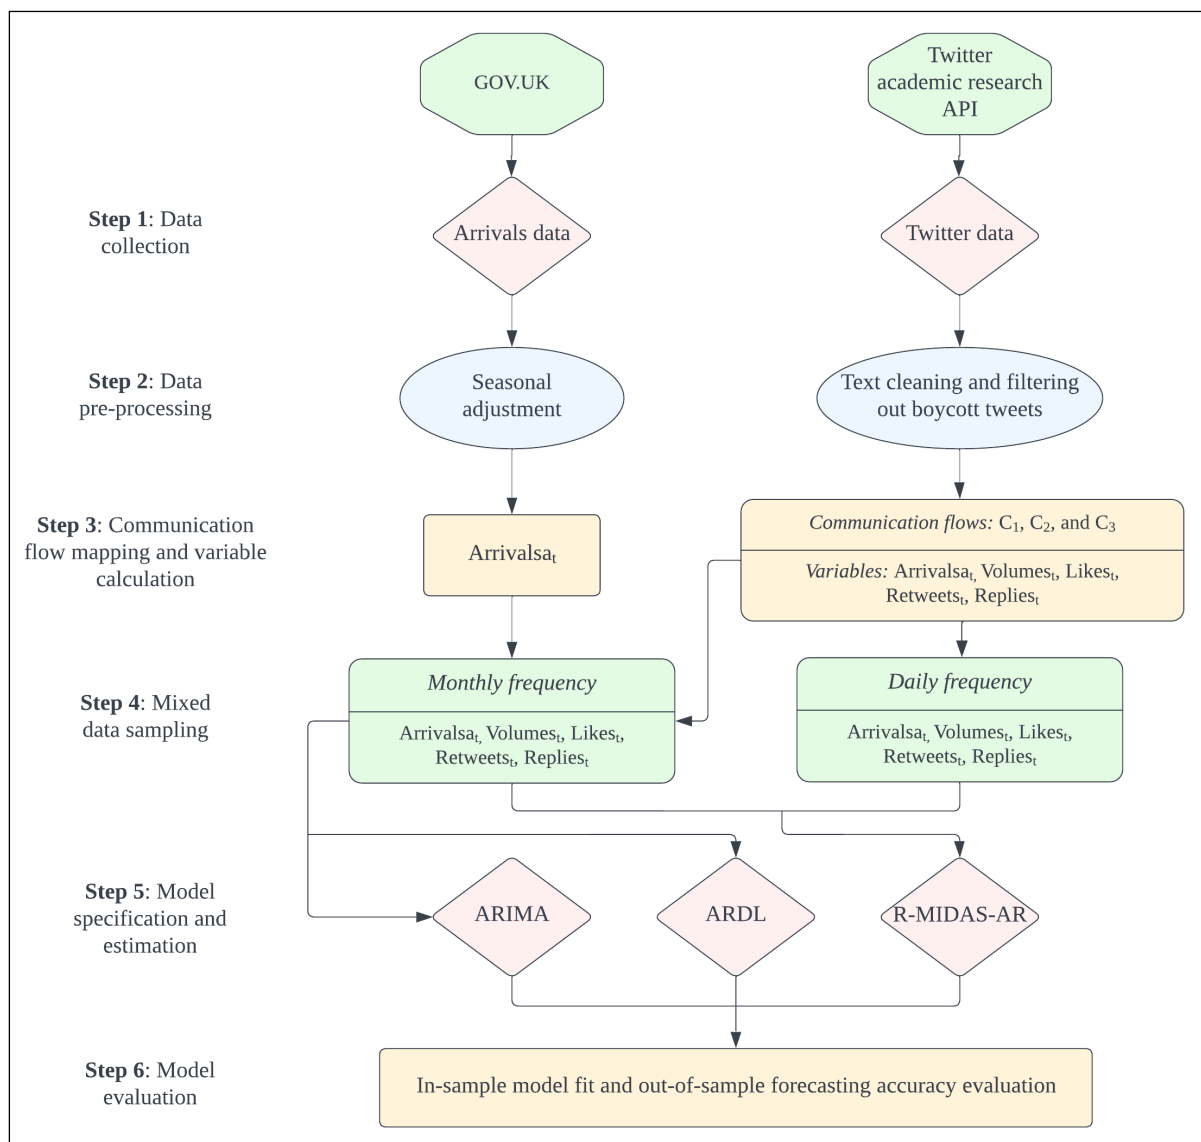 GOV.UK
Twitter
academic research
API
Step 1: Data
collection
Arrivals data
Twitter data
Step 2: Data
pre-processing
Seasonal
adjustment
Text cleaning and filtering
out boycott tweets
Step 3: Communication
flow mapping and variable
calculation
Arrivalsaₜ
Communication flows: C₁, C₂, and C₃
Variables: Arrivalsaₜ, Volumesₜ, Likesₜ,
Retweetsₜ, Repliesₜ
Step 4: Mixed
data sampling
Monthly frequency
Arrivalsaₜ, Volumesₜ, Likesₜ,
Retweetsₜ, Repliesₜ
Daily frequency
Arrivalsaₜ, Volumesₜ, Likesₜ,
Retweetsₜ, Repliesₜ
Step 5: Model
specification and
estimation
ARIMA
ARDL
R-MIDAS-AR
Step 6: Model
evaluation
In-sample model fit and out-of-sample forecasting accuracy evaluation